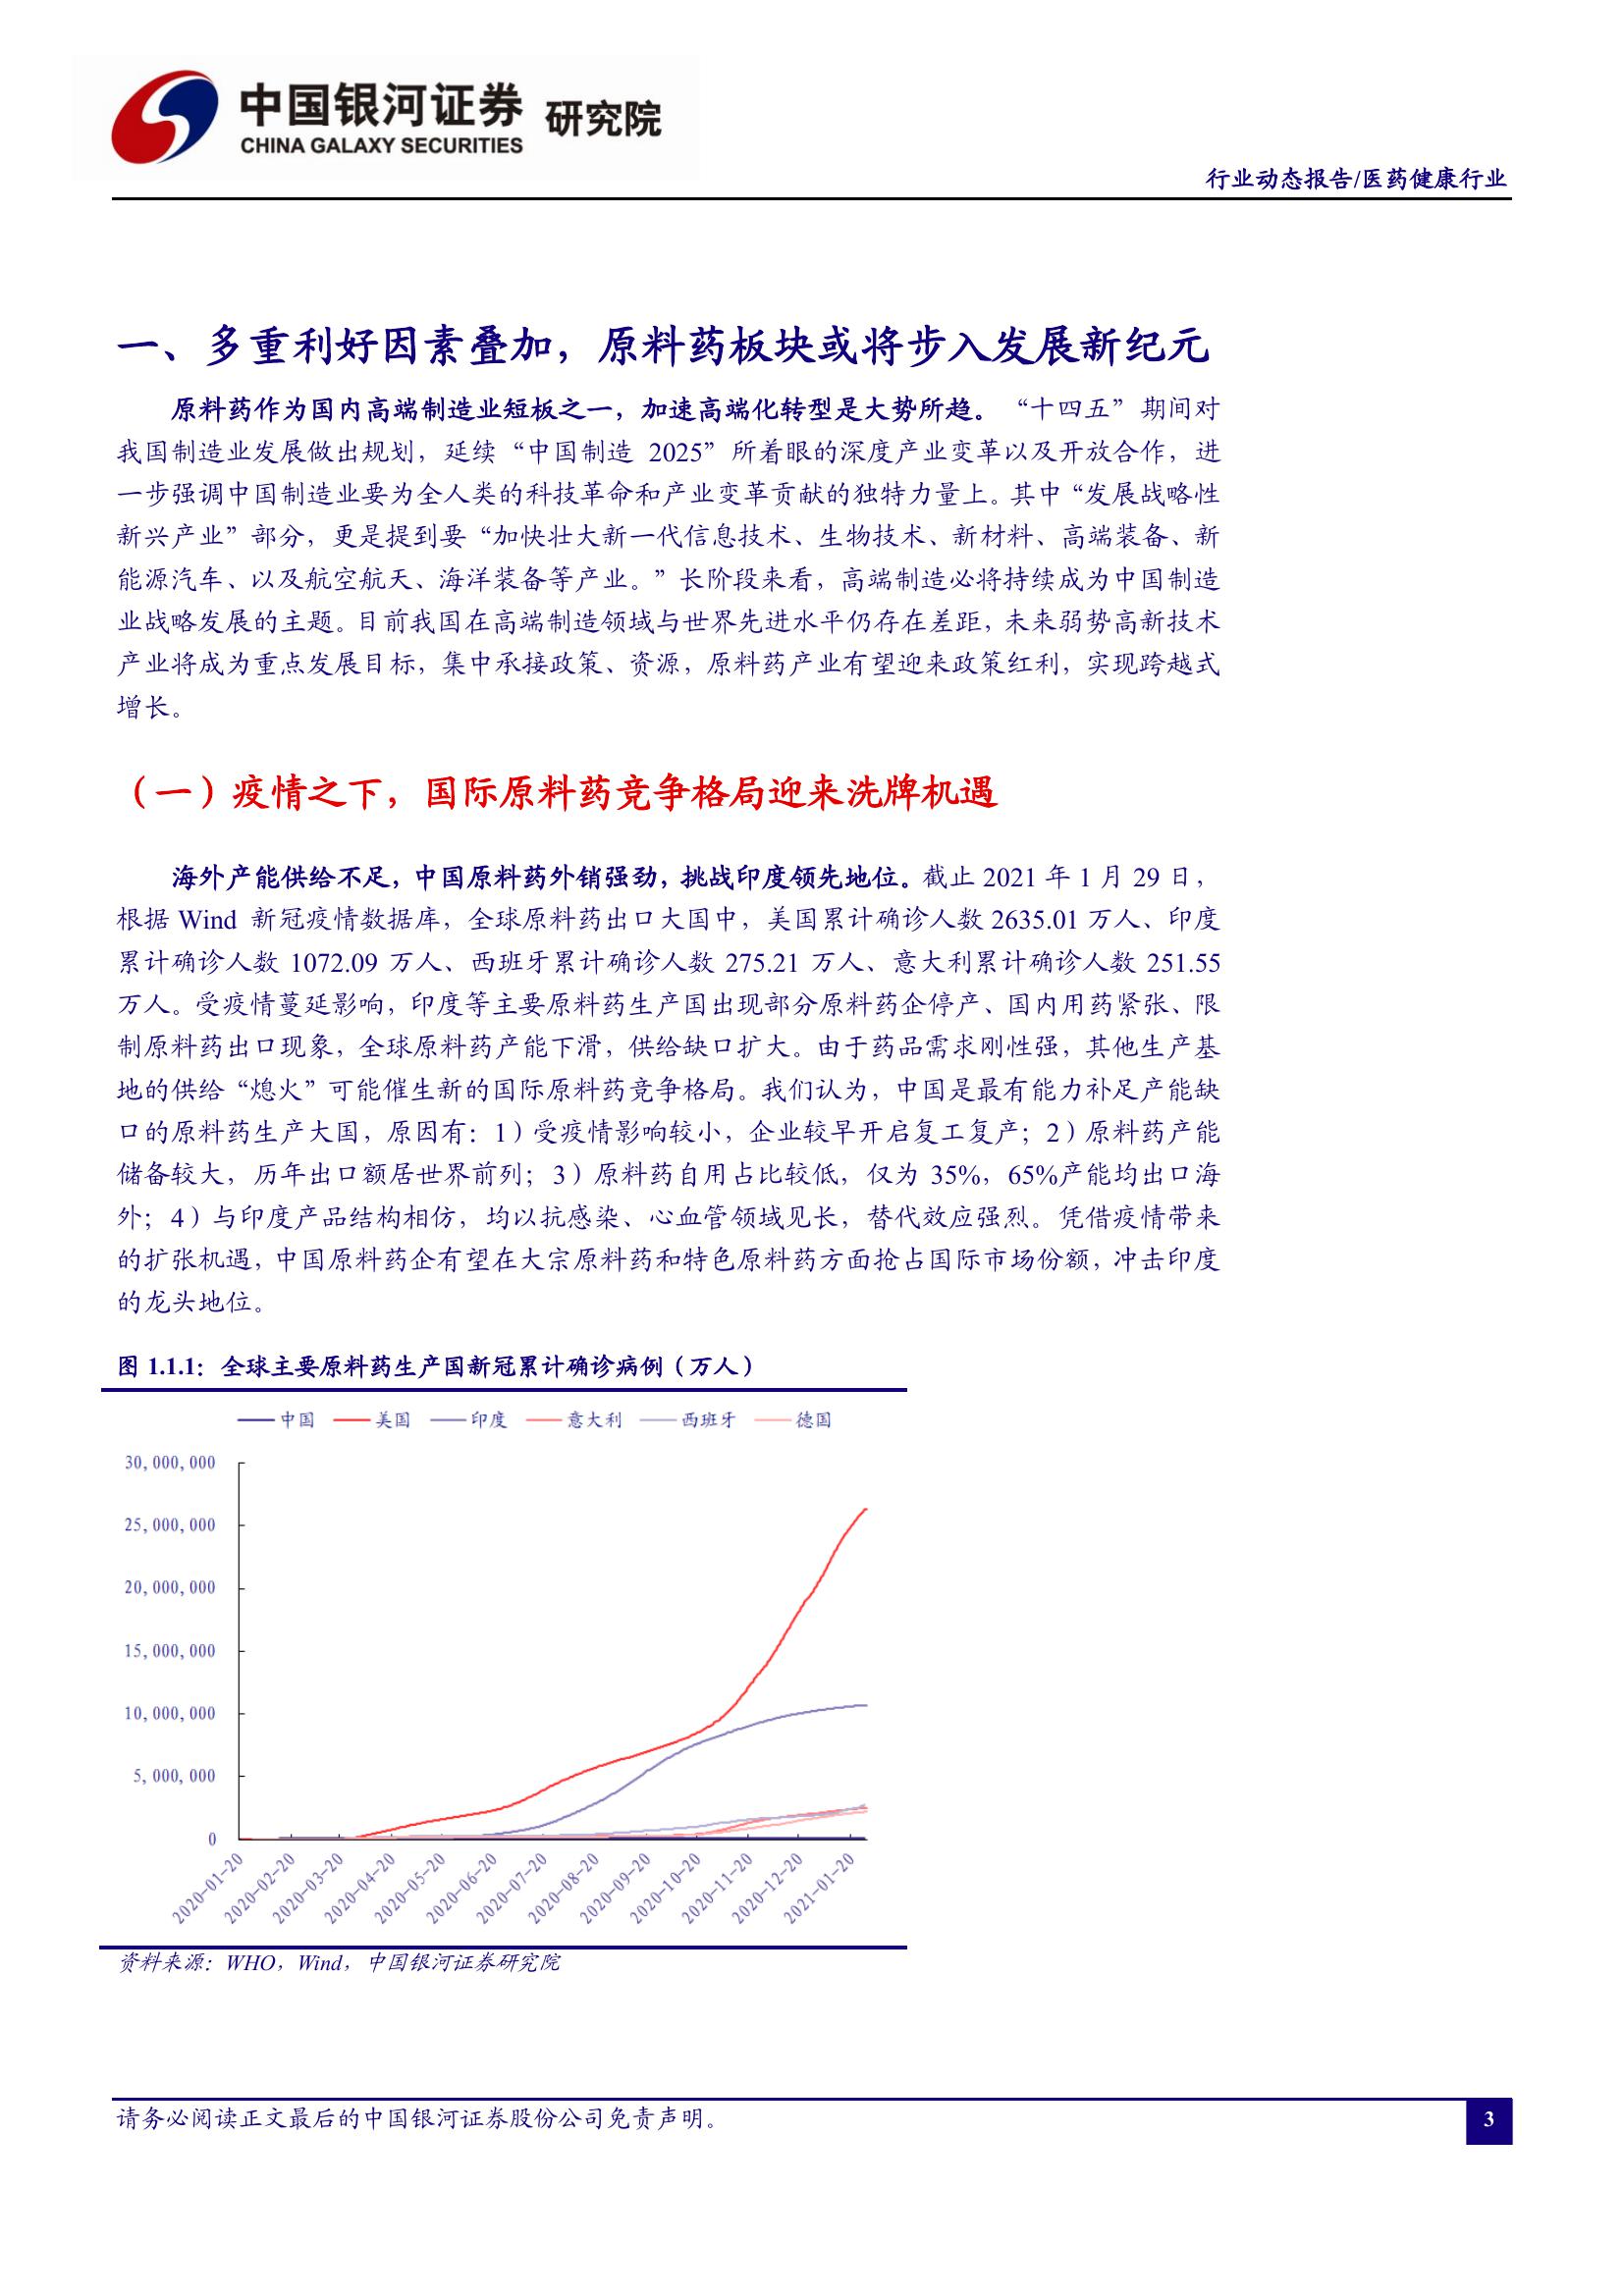 中国银河证券 研究院
CHINA GALAXY SECURITIES
行业动态报告/医药健康行业
一、多重利好因素叠加，原料药板块或将步入发展新纪元
原料药作为国内高端制造业短板之一，加速高端化转型是大势所趋。“十四五”期间对
我国制造业发展做出规划，延续“中国制造 2025”所着眼的深度产业变革以及开放合作，进
一步强调中国制造业要为全人类的科技革命和产业变革贡献的独特力量上。其中“发展战略性
新兴产业”部分，更是提到要“加快壮大新一代信息技术、生物技术、新材料、高端装备、新
能源汽车、以及航空航天、海洋装备等产业。”长阶段来看，高端制造必将持续成为中国制造
业战略发展的主题。目前我国在高端制造领域与世界先进水平仍存在差距，未来弱势高新技术
产业将成为重点发展目标，集中承接政策、资源，原料药产业有望迎来政策红利，实现跨越式
增长。
（一）疫情之下，国际原料药竞争格局迎来洗牌机遇
海外产能供给不足，中国原料药外销强劲，挑战印度领先地位。截止 2021 年 1 月 29 日，
根据 Wind 新冠疫情数据库，全球原料药出口大国中，美国累计确诊人数 2635.01 万人、印度
累计确诊人数 1072.09 万人、西班牙累计确诊人数 275.21 万人、意大利累计确诊人数 251.55
万人。受疫情蔓延影响，印度等主要原料药生产国出现部分原料药企停产、国内用药紧张、限
制原料药出口现象，全球原料药产能下滑，供给缺口扩大。由于药品需求刚性强，其他生产基
地的供给“熄火”可能催生新的国际原料药竞争格局。我们认为，中国是最有能力补足产能缺
口的原料药生产大国，原因有：1）受疫情影响较小，企业较早开启复工复产；2）原料药产能
储备较大，历年出口额居世界前列；3）原料药自用占比较低，仅为 35%，65%产能均出口海
外；4）与印度产品结构相仿，均以抗感染、心血管领域见长，替代效应强烈。凭借疫情带来
的扩张机遇，中国原料药企有望在大宗原料药和特色原料药方面抢占国际市场份额，冲击印度
的龙头地位。
图 1.1.1：全球主要原料药生产国新冠累计确诊病例（万人）
中国 美国 印度 意大利 西班牙 德国
30,000,000
25,000,000
20,000,000
15,000,000
10,000,000
5,000,000
0
2020-01-20 2020-02-20 2020-03-20 2020-04-20 2020-05-20 2020-06-20 2020-07-20 2020-08-20 2020-09-20 2020-10-20 2020-11-20 2020-12-20 2021-01-20
资料来源：WHO，Wind，中国银河证券研究院
请务必阅读正文最后的中国银河证券股份公司免责声明。
3